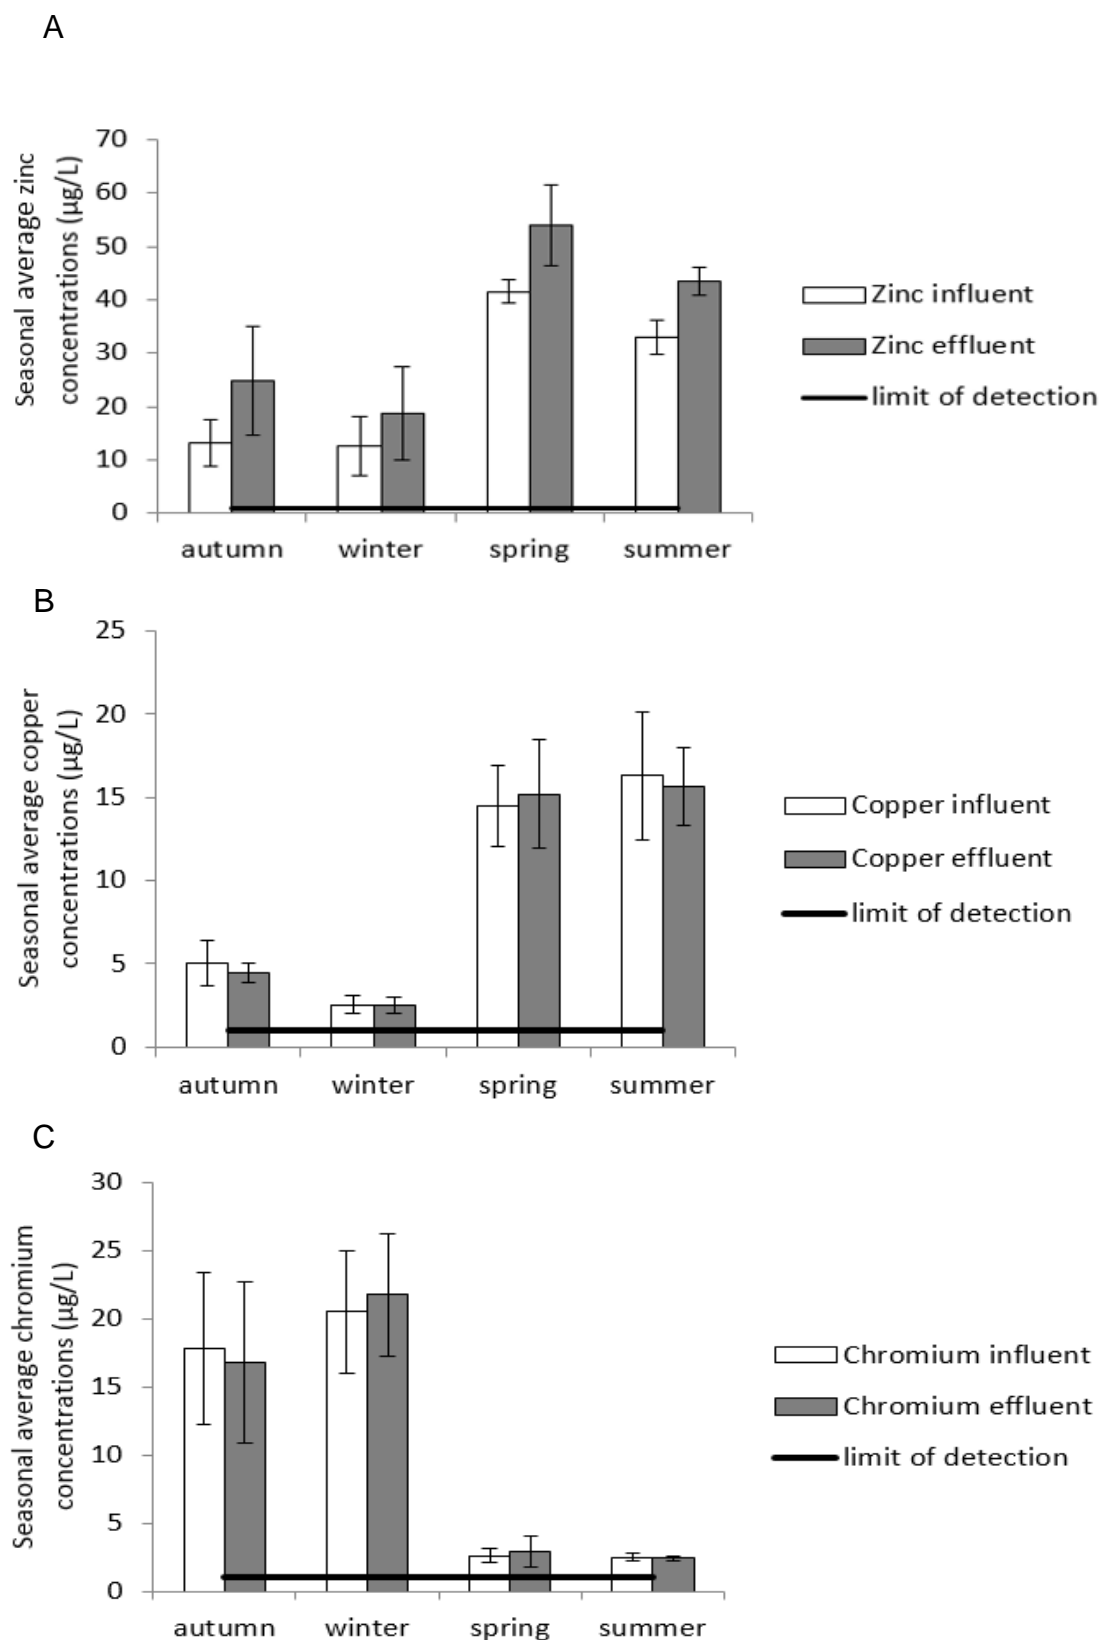 A
Seasonal average zinc
concentrations (µg/L)
70
60
50
40
30
20
10
0
autumn winter spring summer
Zinc influent
Zinc effluent
limit of detection
B
Seasonal average copper
concentrations (µg/L)
25
20
15
10
5
0
autumn winter spring summer
Copper influent
Copper effluent
limit of detection
C
Seasonal average chromium
concentrations (µg/L)
30
25
20
15
10
5
0
autumn winter spring summer
Chromium influent
Chromium effluent
limit of detection